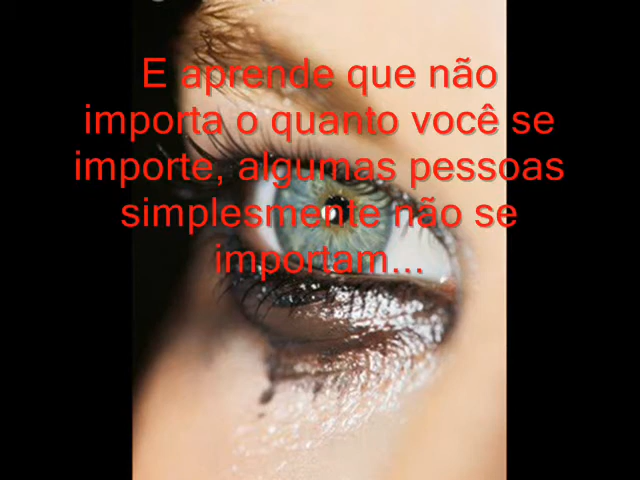 E aprende que não
importa o quanto você se
importe, algumas pessoas
simplesmente não se
importam...